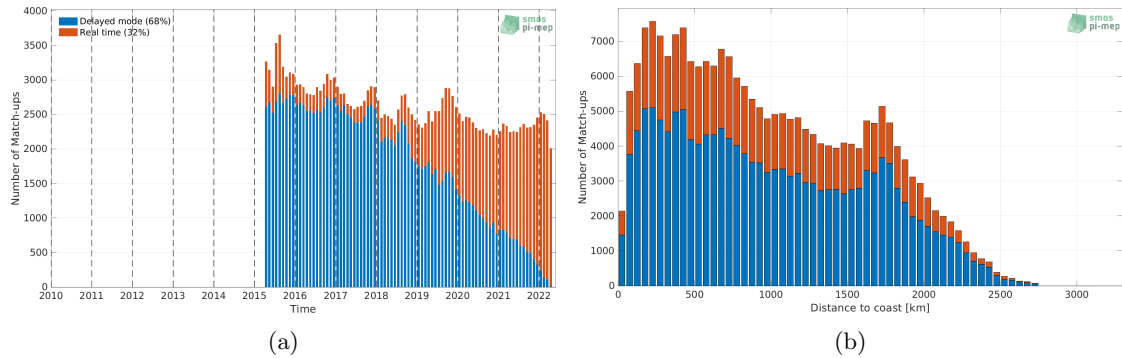 Delayed mode (68%)
Real time (32%)
smos
pi-mep
Number of Match-ups
4000
3500
3000
2500
2000
1500
1000
500
0
2010 2011 2012 2013 2014 2015 2016 2017 2018 2019 2020 2021 2022
Time
(a)
smos
pi-mep
Number of Match-ups
7000
6000
5000
4000
3000
2000
1000
0
0 500 1000 1500 2000 2500 3000
Distance to coast [km]
(b)